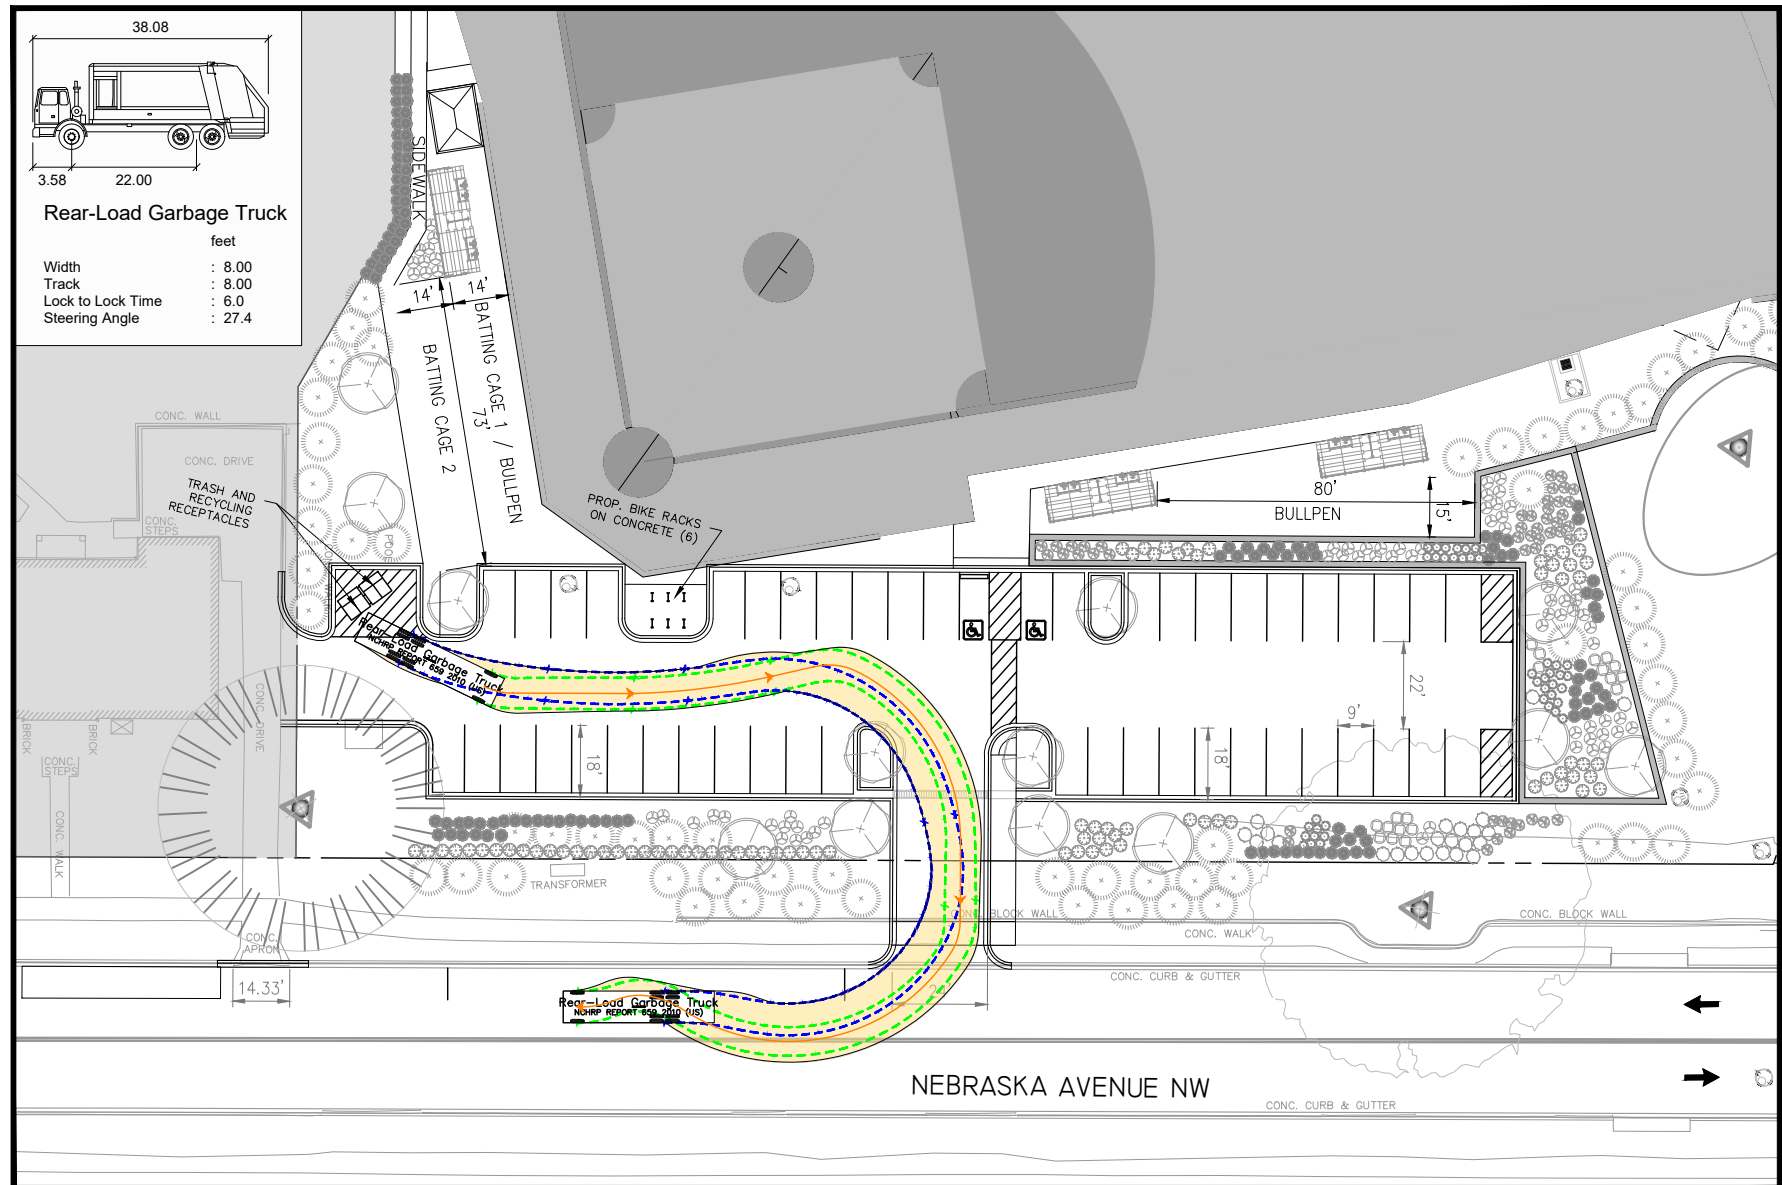 38.08
3.58
22.00
Rear-Load Garbage Truck
feet
Width : 8.00
Track : 8.00
Lock to Lock Time : 6.0
Steering Angle : 27.4
SIDEWALK
14'
14'
BATTING CAGE 1 / BULLPEN
73'
BATTING CAGE 2
CONC. WALL
CONC. DRIVE
TRASH AND
RECYCLING
RECEPTACLES
CONC.
STEPS
PROP. BIKE RACKS
ON CONCRETE (6)
80'
BULLPEN
15'
Rear-Load Garbage Truck
NCHRP REPORT 659 2010 (US)
22'
9'
18'
18'
CONC. DRIVE
BRICK
BRICK
CONC.
STEPS
CONC. WALK
TRANSFORMER
CONC.
APRON
14.33'
BLOCK WALL
CONC. WALK
CONC. BLOCK WALL
CONC. CURB & GUTTER
Rear-Load Garbage Truck
NCHRP REPORT 659 2010 (US)
NEBRASKA AVENUE NW
CONC. CURB & GUTTER